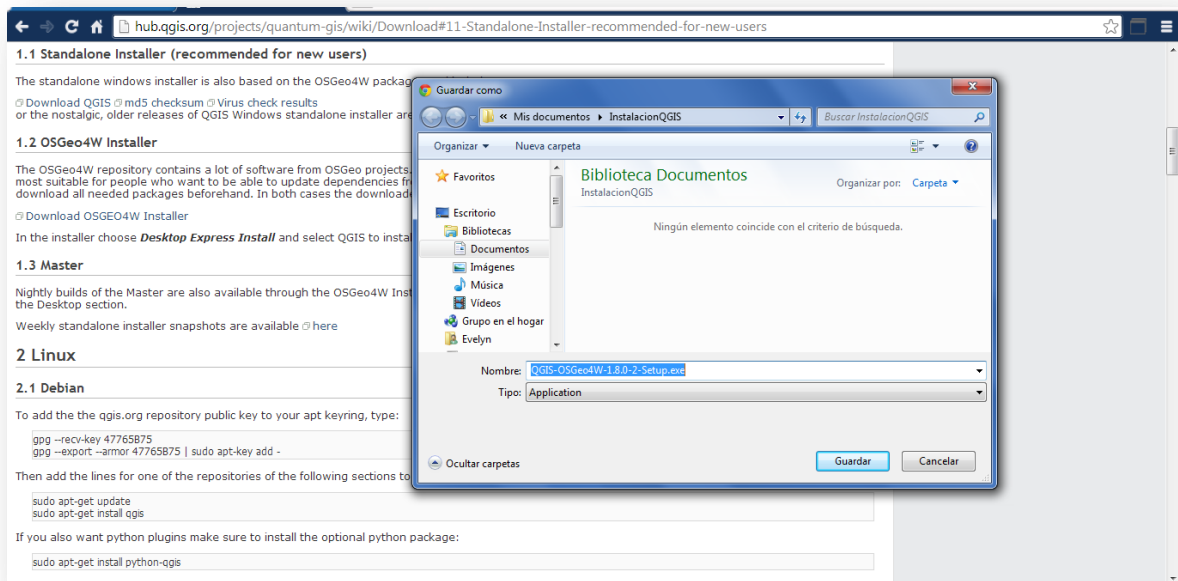 hub.qgis.org/projects/quantum-gis/wiki/Download#11-Standalone-Installer-recommended-for-new-users
1.1 Standalone Installer (recommended for new users)
The standalone windows installer is also based on the OSGeo4W packag
Download QGIS md5 checksum Virus check results
or the nostalgic, older releases of QGIS Windows standalone installer are
1.2 OSGeo4W Installer
The OSGeo4W repository contains a lot of software from OSGeo projects.
most suitable for people who want to be able to update dependencies fr
download all needed packages beforehand. In both cases the download
Download OSGEO4W Installer
In the installer choose Desktop Express Install and select QGIS to instal
1.3 Master
Nightly builds of the Master are also available through the OSGeo4W Inst
the Desktop section.
Weekly standalone installer snapshots are available here
2 Linux
2.1 Debian
To add the the qgis.org repository public key to your apt keyring, type:
gpg --recv-key 47765B75
gpg --export --armor 47765B75 | sudo apt-key add -
Then add the lines for one of the repositories of the following sections to
sudo apt-get update
sudo apt-get install qgis
If you also want python plugins make sure to install the optional python package:
sudo apt-get install python-qgis
Guardar como
« Mis documentos InstalacionQGIS
Buscar InstalacionQGIS
Organizar Nueva carpeta
Favoritos
Escritorio
Bibliotecas
Documentos
Imágenes
Música
Vídeos
Grupo en el hogar
Evelyn
Biblioteca Documentos
InstalacionQGIS
Organizar por: Carpeta
Ningún elemento coincide con el criterio de búsqueda.
Nombre: QGIS-OSGeo4W-1.8.0-2-Setup.exe
Tipo: Application
Ocultar carpetas
Guardar Cancelar